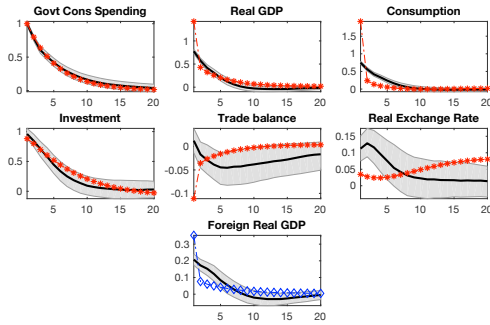 Govt Cons Spending
1
0.5
0
5 10 15 20
Real GDP
1
0.5
0
5 10 15 20
Consumption
1.5
1
0.5
0
5 10 15 20
Investment
1
0.5
0
5 10 15 20
Trade balance
0
-0.05
-0.1
5 10 15 20
Real Exchange Rate
0.15
0.1
0.05
0
5 10 15 20
Foreign Real GDP
0.3
0.2
0.1
0
5 10 15 20